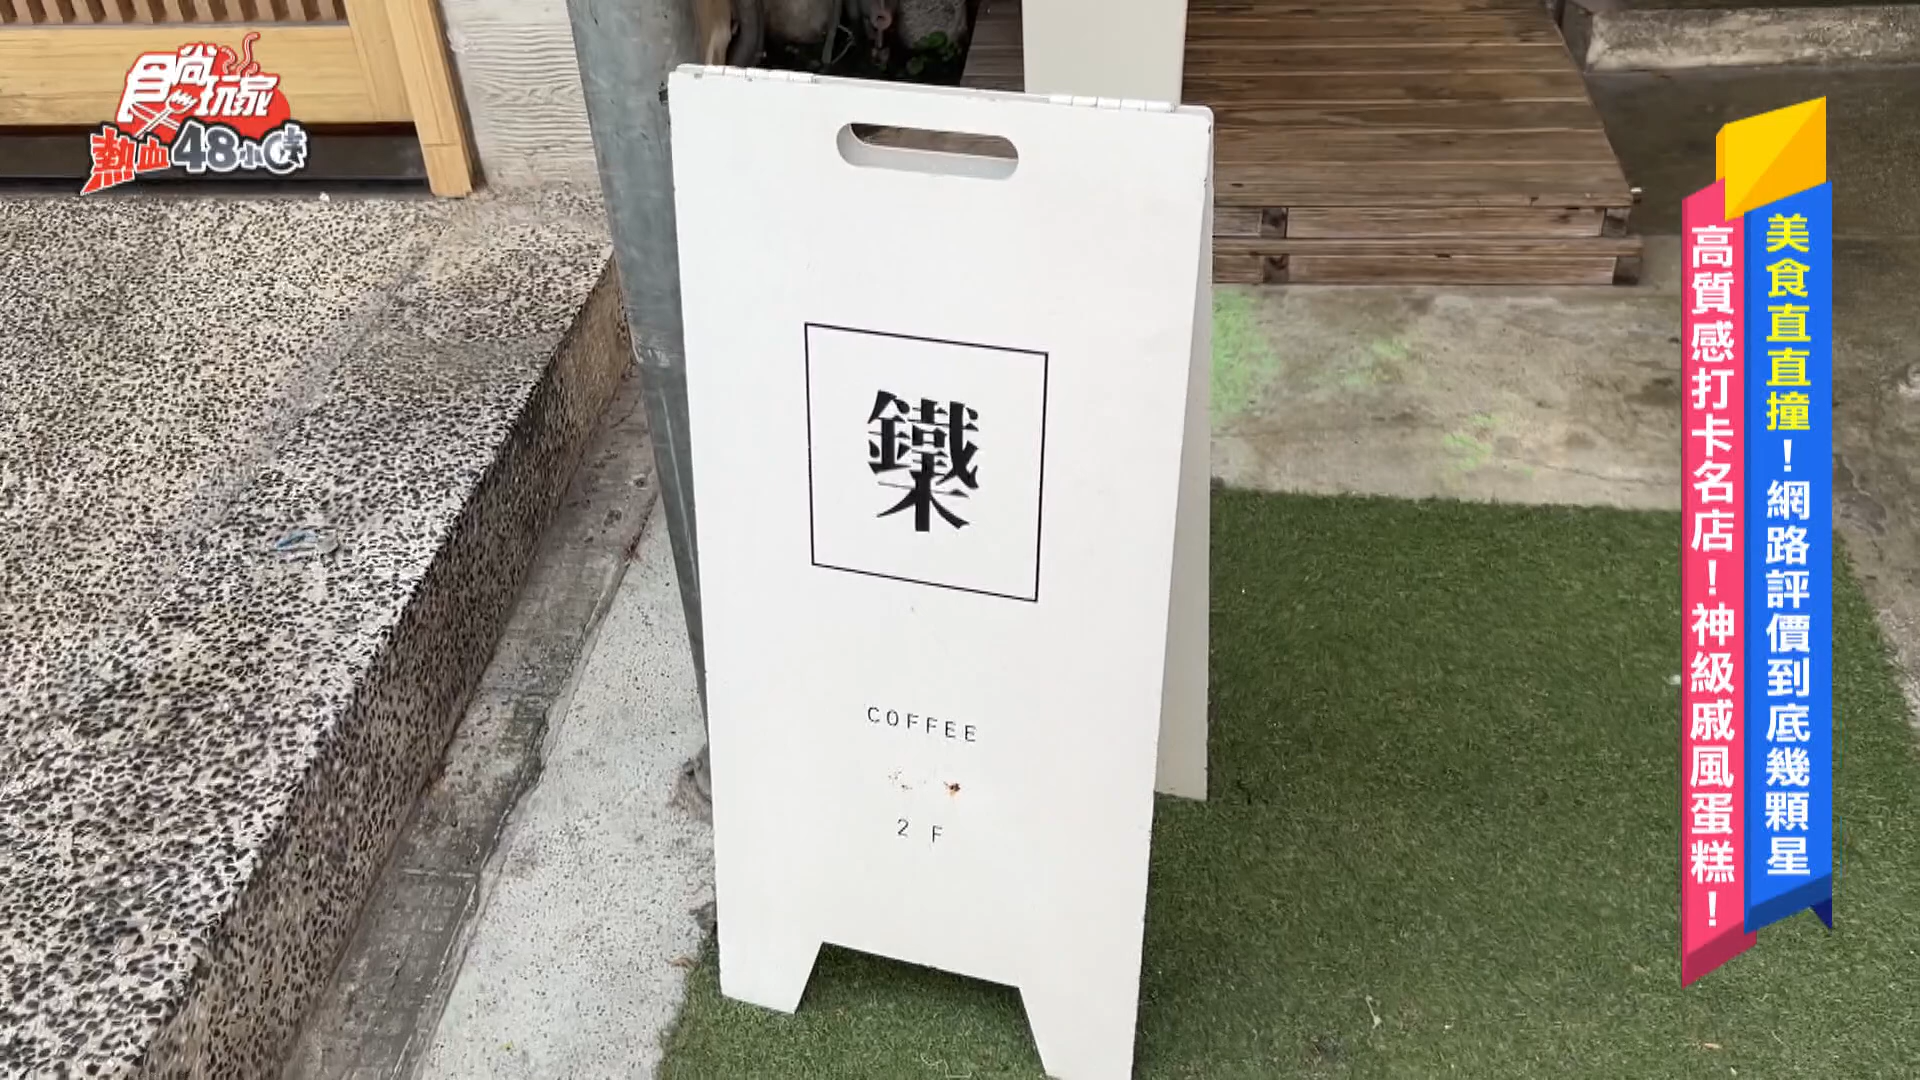 食尚玩家
熱血48小時
鐵
木
COFFEE
2 F
美食直直撞！網路評價到底幾顆星
高質感打卡名店！神級戚風蛋糕！